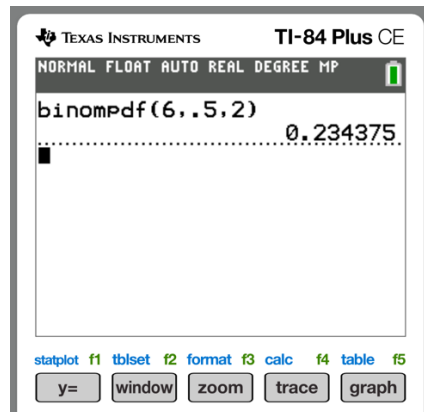 TEXAS INSTRUMENTS TI-84 Plus CE
NORMAL FLOAT AUTO REAL DEGREE MP
binompdf(6,.5,2)
0.234375
statplot f1 tblset f2 format f3 calc f4 table f5
y= window zoom trace graph